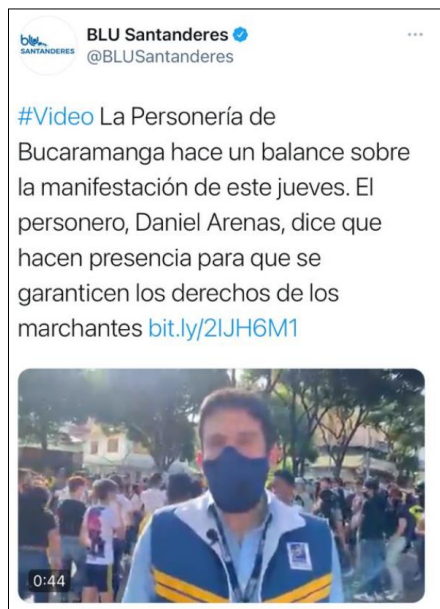 blu
SANTANDERES
BLU Santanderes
@BLUSantanderes
#Video La Personería de
Bucaramanga hace un balance sobre
la manifestación de este jueves. El
personero, Daniel Arenas, dice que
hacen presencia para que se
garanticen los derechos de los
marchantes bit.ly/2IJH6M1
0:44